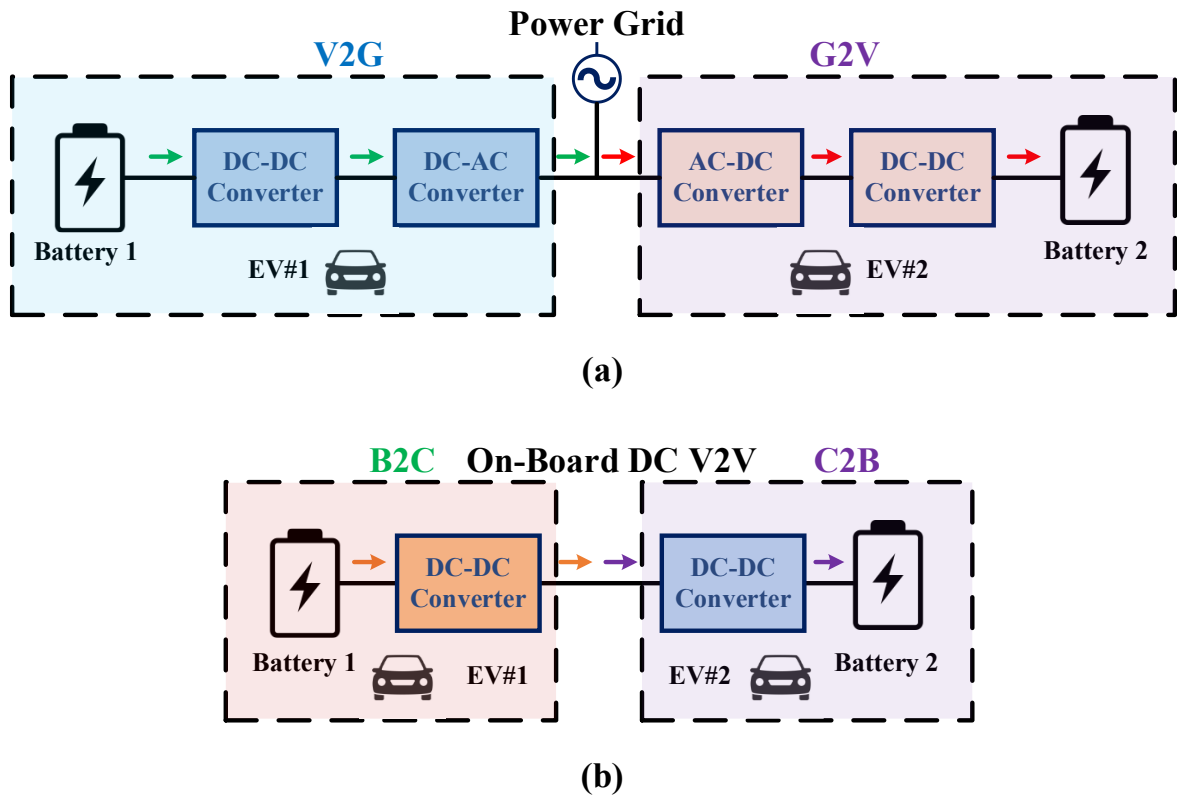 Power Grid
V2G
G2V
DC-DC
Converter
DC-AC
Converter
AC-DC
Converter
DC-DC
Converter
Battery 1
EV#1
EV#2
Battery 2
(a)
B2C
On-Board DC V2V
C2B
DC-DC
Converter
DC-DC
Converter
Battery 1
EV#1
EV#2
Battery 2
(b)